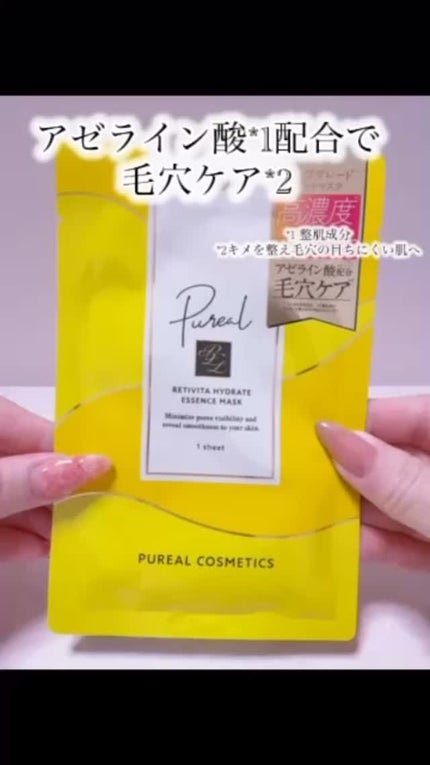 アゼライン酸*1配合で
毛穴ケア*2
高濃度
*1 整肌成分
*2キメを整え毛穴の目立ちにくい肌へ
アゼライン酸配合
毛穴ケア
Pureal
RETIVITA HYDRATE
ESSENCE MASK
Minimize pores visibility and
reveal smoothness to your skin.
1 sheet
PUREAL COSMETICS